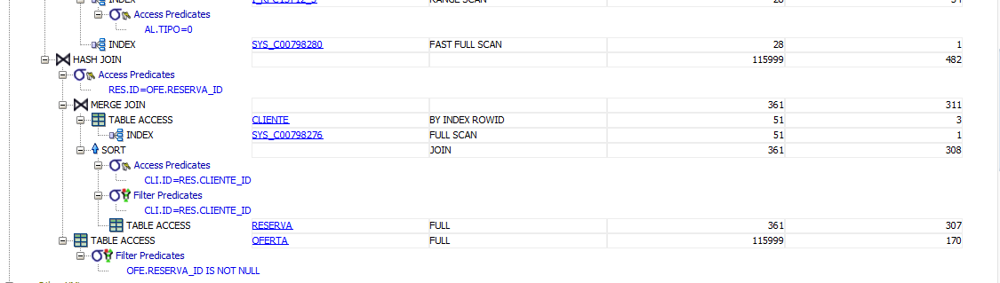 INDEX RANGE SCAN
Access Predicates
AL.TIPO=0
INDEX SYS_C00798280 FAST FULL SCAN 28 1
HASH JOIN 115999 482
Access Predicates
RES.ID=OFE.RESERVA_ID
MERGE JOIN 361 311
TABLE ACCESS CLIENTE BY INDEX ROWID 51 3
INDEX SYS_C00798276 FULL SCAN 51 1
SORT JOIN 361 308
Access Predicates
CLI.ID=RES.CLIENTE_ID
Filter Predicates
CLI.ID=RES.CLIENTE_ID
TABLE ACCESS RESERVA FULL 361 307
TABLE ACCESS OFERTA FULL 115999 170
Filter Predicates
OFE.RESERVA_ID IS NOT NULL